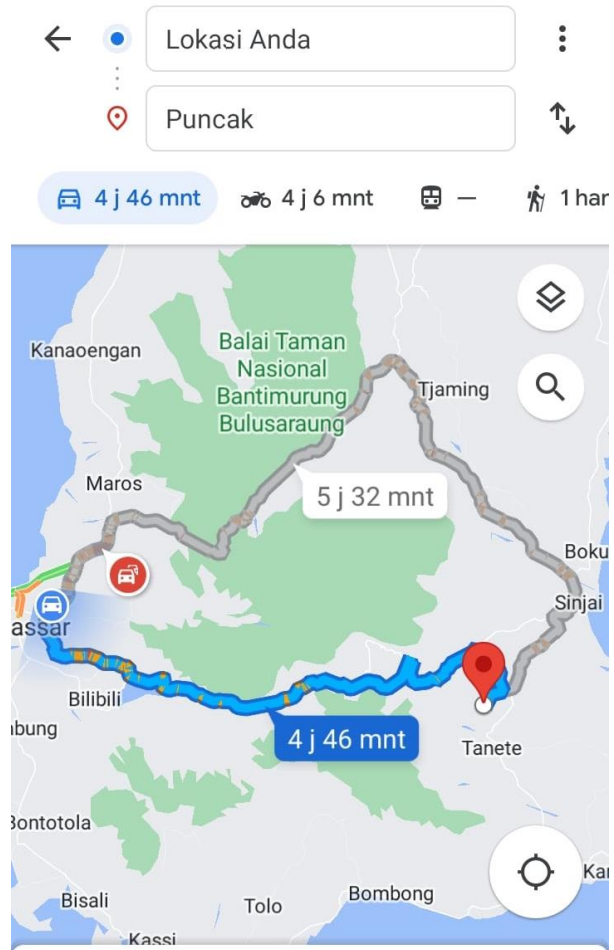 Lokasi Anda
Puncak
4 j 46 mnt
4 j 6 mnt
—
1 har
Kanaoengan
Balai Taman
Nasional
Bantimurung
Bulusaraung
Tjaming
Maros
5 j 32 mnt
Boku
Sinjai
assar
Bilibili
4 j 46 mnt
bung
Tanete
Bontotola
Kar
Bisali
Tolo
Bombong
Kassi